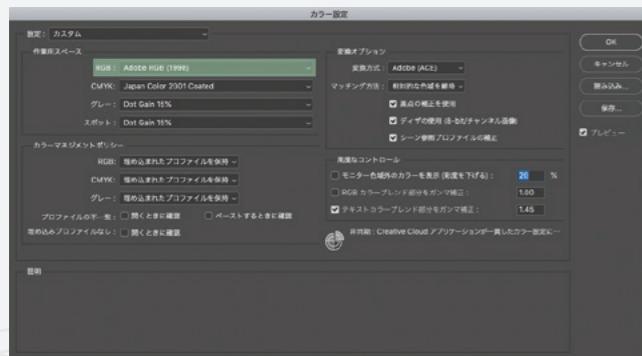 カラー設定
設定： カスタム
作業用スペース
RGB： Adobe RGB (1998)
CMYK： Japan Color 2001 Coated
グレー： Dot Gain 15%
スポット： Dot Gain 15%
カラーマネジメントポリシー
RGB： 埋め込まれたプロファイルを保持
CMYK： 埋め込まれたプロファイルを保持
グレー： 埋め込まれたプロファイルを保持
プロファイルの不一致： 開くときに確認 ペーストするときに確認
埋め込みプロファイルなし： 開くときに確認
変換オプション
変換方式： Adobe (ACE)
マッチング方法： 相対的な色域を維持
黒点の補正を使用
ディザの使用 (8-bit/チャンネル画像)
シーン参照プロファイルの補正
高度なコントロール
モニター色域外のカラーを表示 (彩度を下げる)： 20 %
RGB カラーブレンド部分をガンマ補正： 1.00
テキストカラーブレンド部分をガンマ補正： 1.45
非同期：Creative Cloud アプリケーションが一貫したカラー設定に…
説明
OK
キャンセル
読み込み...
保存...
プレビュー